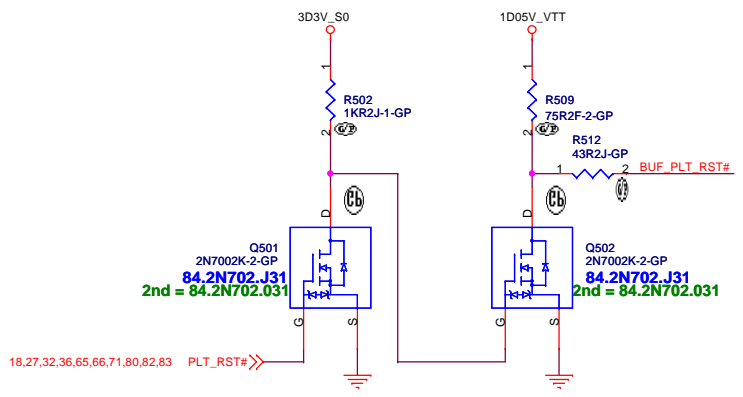 3D3V_S0
1D05V_VTT
1
R502
1KR2J-1-GP
2
G/P
1
R509
75R2F-2-GP
2
G/P
R512
43R2J-GP
1
2
BUF_PLT_RST#
G/P
D
Q501
2N7002K-2-GP
84.2N702.J31
2nd = 84.2N702.031
G
S
D
Q502
2N7002K-2-GP
84.2N702.J31
2nd = 84.2N702.031
G
S
18,27,32,36,65,66,71,80,82,83 PLT_RST#